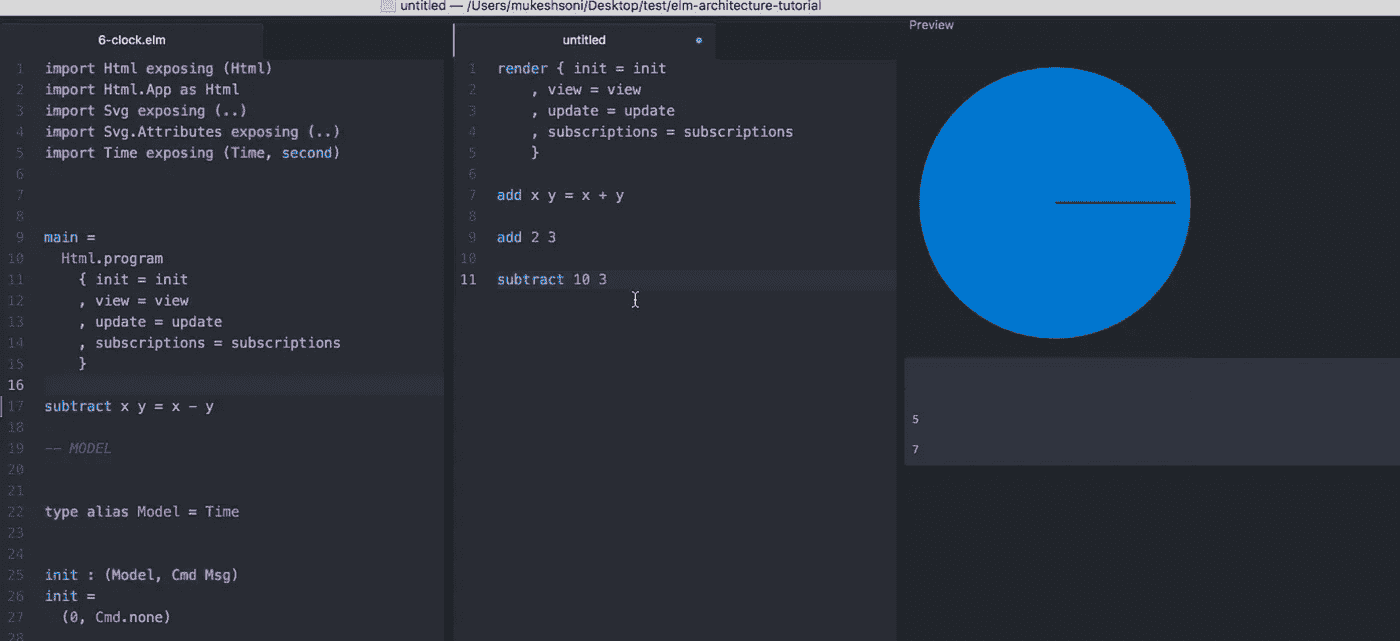 untitled — /Users/mukeshsoni/Desktop/test/elm-architecture-tutorial
6-clock.elm
1 import Html exposing (Html)
2 import Html.App as Html
3 import Svg exposing (..)
4 import Svg.Attributes exposing (..)
5 import Time exposing (Time, second)
6
7
8
9 main =
10 Html.program
11 { init = init
12 , view = view
13 , update = update
14 , subscriptions = subscriptions
15 }
16
17 subtract x y = x - y
18
19 -- MODEL
20
21
22 type alias Model = Time
23
24
25 init : (Model, Cmd Msg)
26 init =
27 (0, Cmd.none)
28
untitled
1 render { init = init
2 , view = view
3 , update = update
4 , subscriptions = subscriptions
5 }
6
7 add x y = x + y
8
9 add 2 3
10
11 subtract 10 3
Preview
5
7